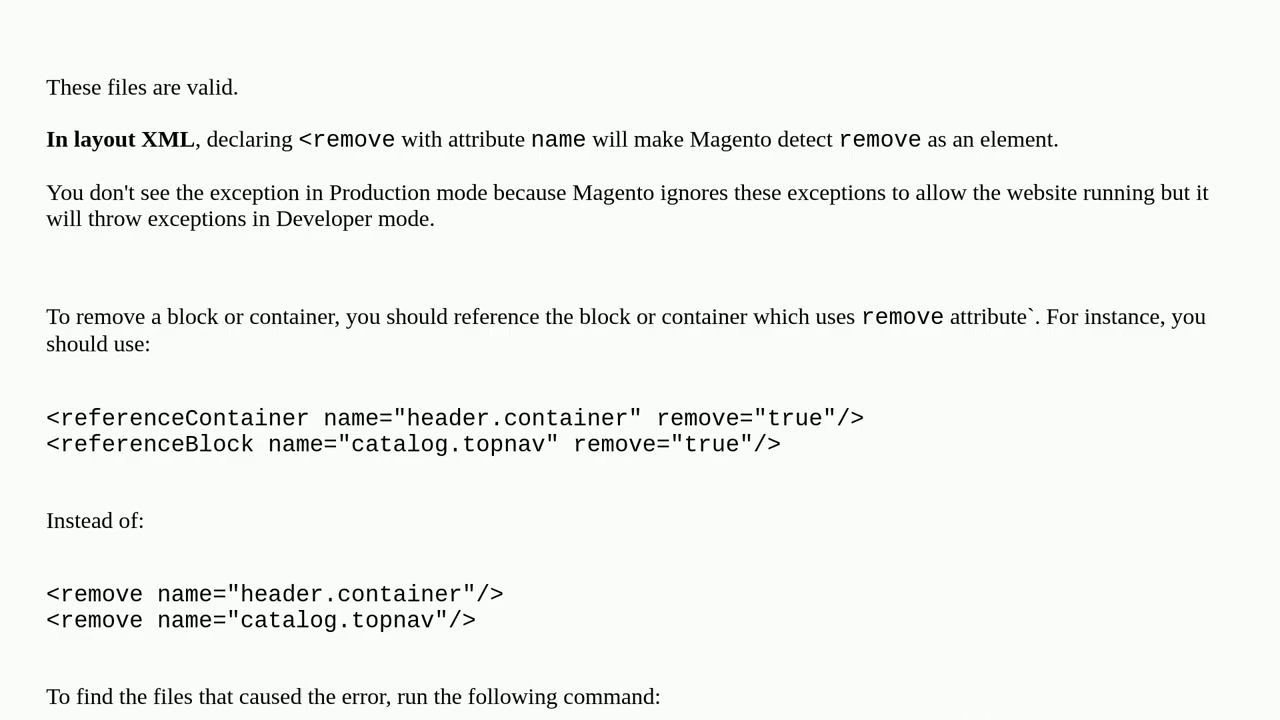 These files are valid.
In layout XML, declaring <remove with attribute name will make Magento detect remove as an element.
You don't see the exception in Production mode because Magento ignores these exceptions to allow the website running but it
will throw exceptions in Developer mode.
To remove a block or container, you should reference the block or container which uses remove attribute`. For instance, you
should use:
<referenceContainer name="header.container" remove="true"/>
<referenceBlock name="catalog.topnav" remove="true"/>
Instead of:
<remove name="header.container"/>
<remove name="catalog.topnav"/>
To find the files that caused the error, run the following command: